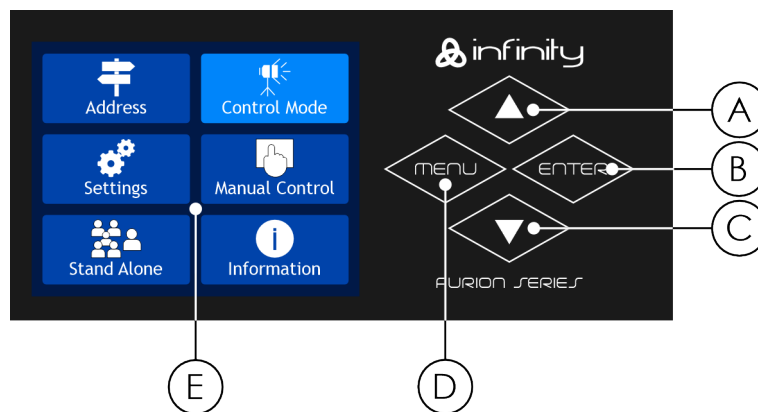 infinity
Address
Control Mode
Settings
Manual Control
Stand Alone
i
Information
MENU
ENTER
FURION SERIES
A
B
C
D
E